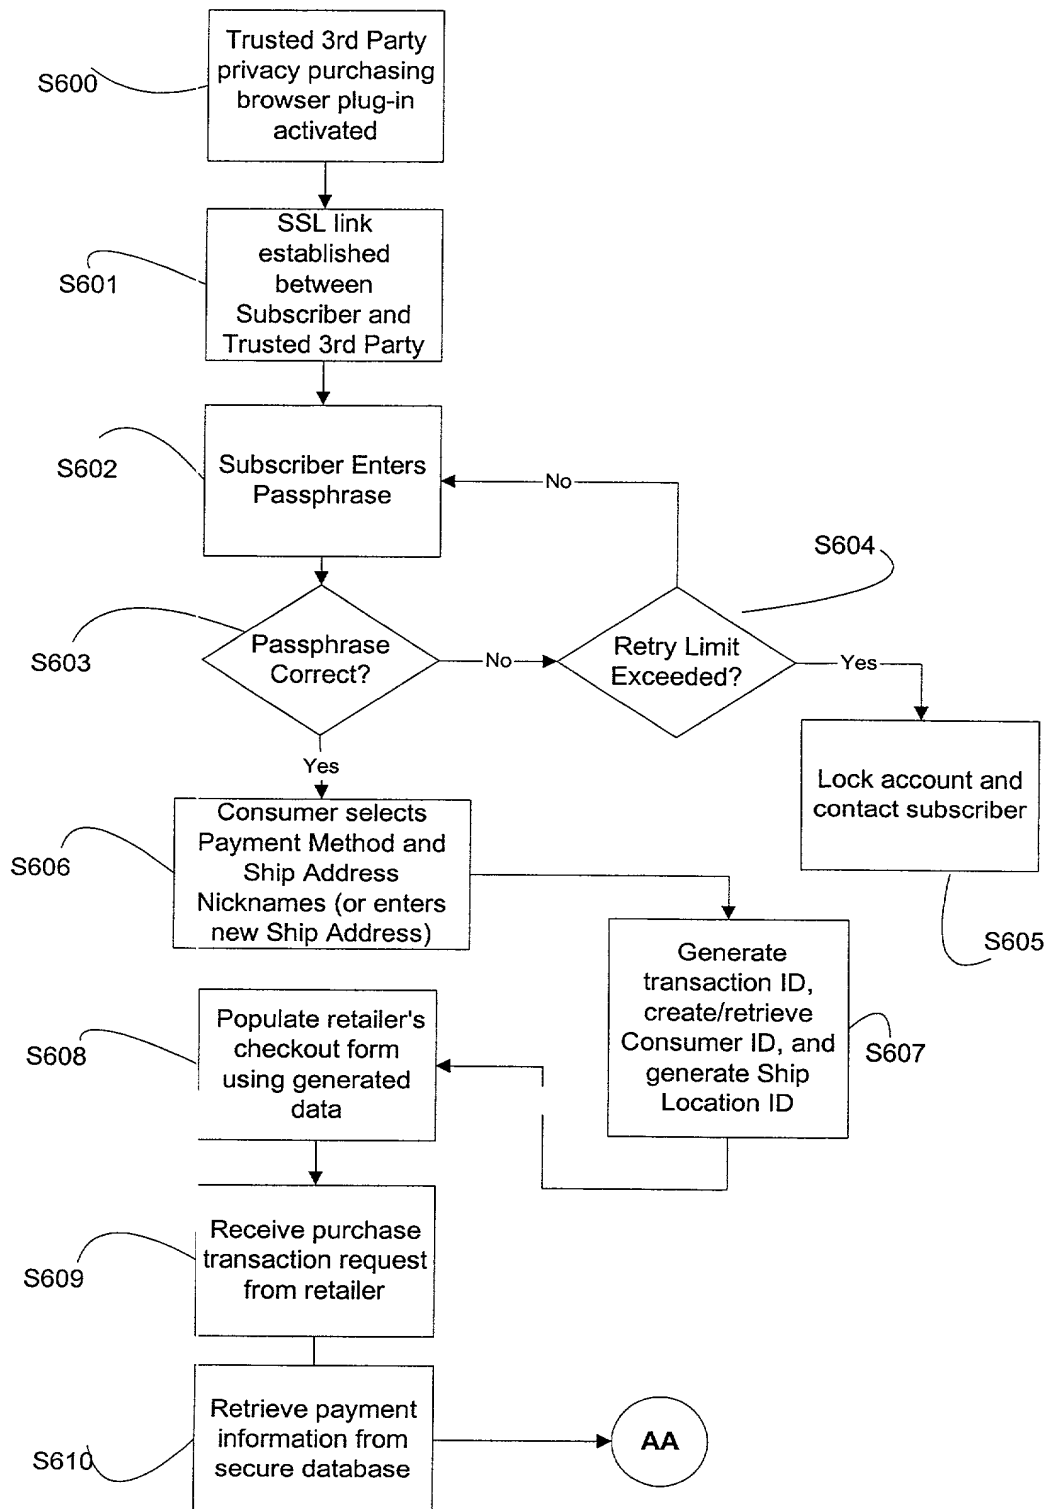 Trusted 3rd Party
privacy purchasing
browser plug-in
activated
S600
SSL link
established
between
Subscriber and
Trusted 3rd Party
S601
Subscriber Enters
Passphrase
S602
No
S604
Passphrase
Correct?
S603
No
Retry Limit
Exceeded?
Yes
Lock account and
contact subscriber
S605
Yes
Consumer selects
Payment Method and
Ship Address
Nicknames (or enters
new Ship Address)
S606
Generate
transaction ID,
create/retrieve
Consumer ID, and
generate Ship
Location ID
S607
Populate retailer's
checkout form
using generated
data
S608
Receive purchase
transaction request
from retailer
S609
Retrieve payment
information from
secure database
S610
AA